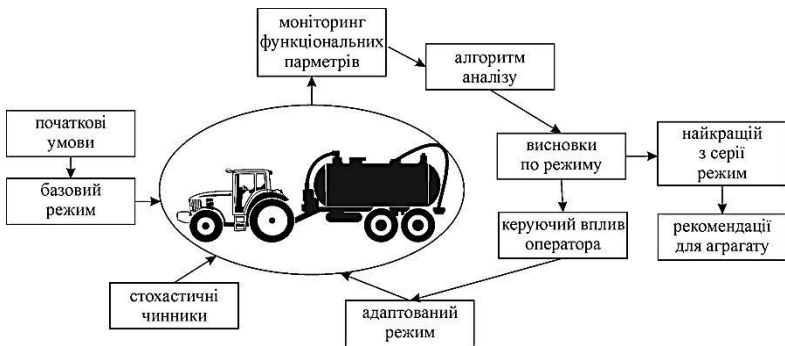 моніторинг
функціональних
парметрів
алгоритм
аналізу
початкові
умови
базовий
режим
висновки
по режиму
найкращій
з серії
режим
керуючий вплив
оператора
рекомендації
для аграгату
стохастичні
чинники
адаптований
режим